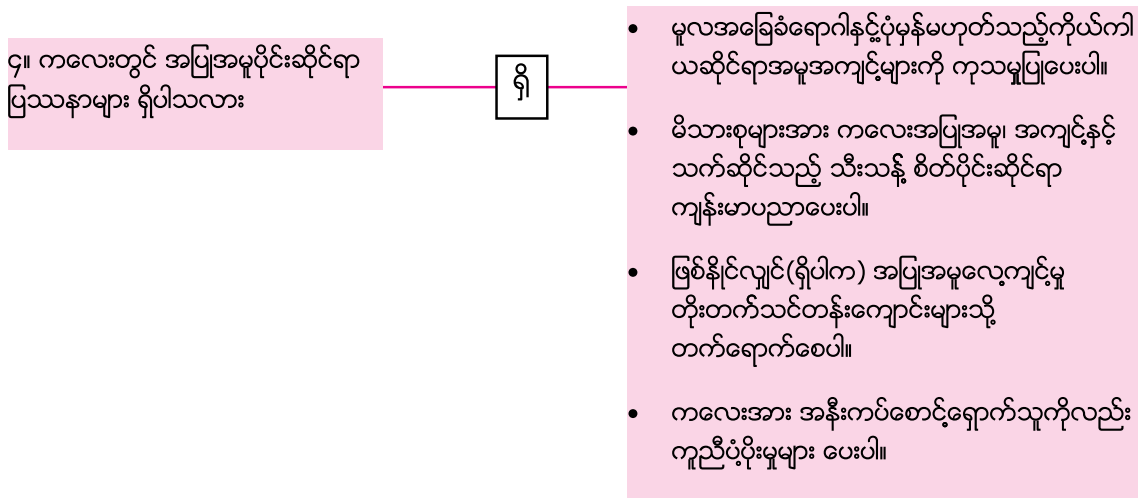 ၄။ ကလေးတွင် အပြုအမူပိုင်းဆိုင်ရာ
ပြဿနာများ ရှိပါသလား
ရှိ
• မူလအခြေခံရောဂါနှင့်ပုံမှန်မဟုတ်သည့်ကိုယ်ကါ
ယဆိုင်ရာအမူအကျင့်များကို ကုသမှုပြုပေးပါ။
• မိသားစုများအား ကလေးအပြုအမူ၊ အကျင့်နှင့်
သက်ဆိုင်သည့် သီးသန့် စိတ်ပိုင်းဆိုင်ရာ
ကျန်းမာပညာပေးပါ။
• ဖြစ်နိုင်လျှင်(ရှိပါက) အပြုအမူလေ့ကျင့်မှု
တိုးတက်သင်တန်းကျောင်းများသို့
တက်ရောက်စေပါ။
• ကလေးအား အနီးကပ်စောင့်ရှောက်သူကိုလည်း
ကူညီပံ့ပိုးမှုများ ပေးပါ။